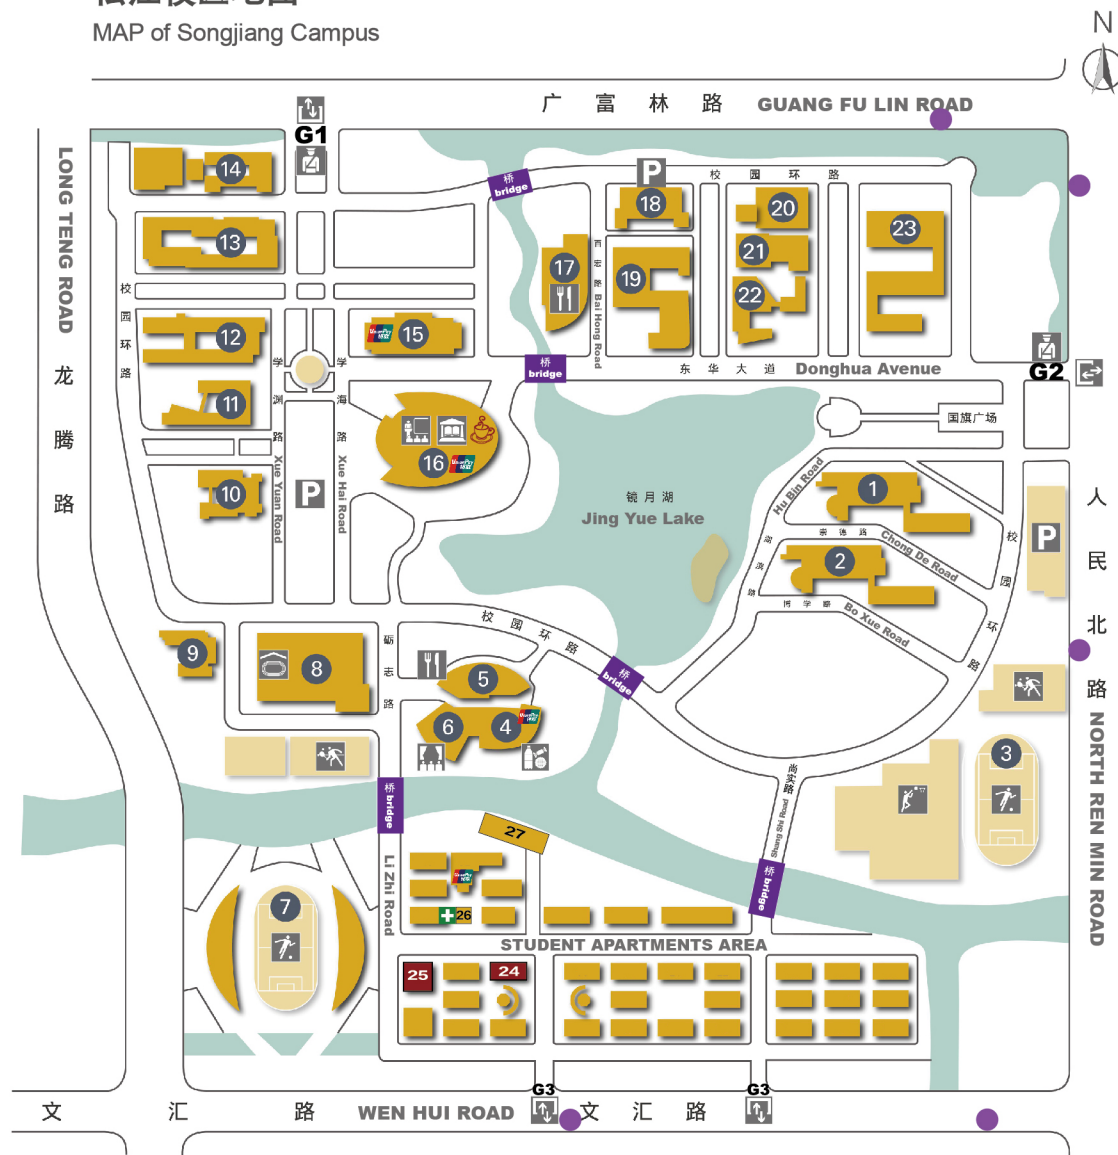 MAP of Songjiang Campus
N
广富林路 GUANG FU LIN ROAD
G1
LONG TENG ROAD
龙腾路
桥
bridge
P
校园环路
14
18
20
23
13
17
21
19
22
西宏路
Bai Hong Road
校园环路
12
15
学渊路
学海路
桥
bridge
东华大道 Donghua Avenue
G2
11
国旗广场
16
10
Xue Yuan Road
P
Xue Hai Road
镜月湖
Jing Yue Lake
Hu Bin Road
1
崇德路
Chong De Road
校园环路
P
人民北路
NORTH REN MIN ROAD
2
博学路
Bo Xue Road
校园环路
9
8
砺志路
5
桥
bridge
6
4
尚实路
Shang Shi Road
3
桥
bridge
27
Li Zhi Road
桥
bridge
7
26
STUDENT APARTMENTS AREA
25
24
G3
G3
文汇路 WEN HUI ROAD 文汇路